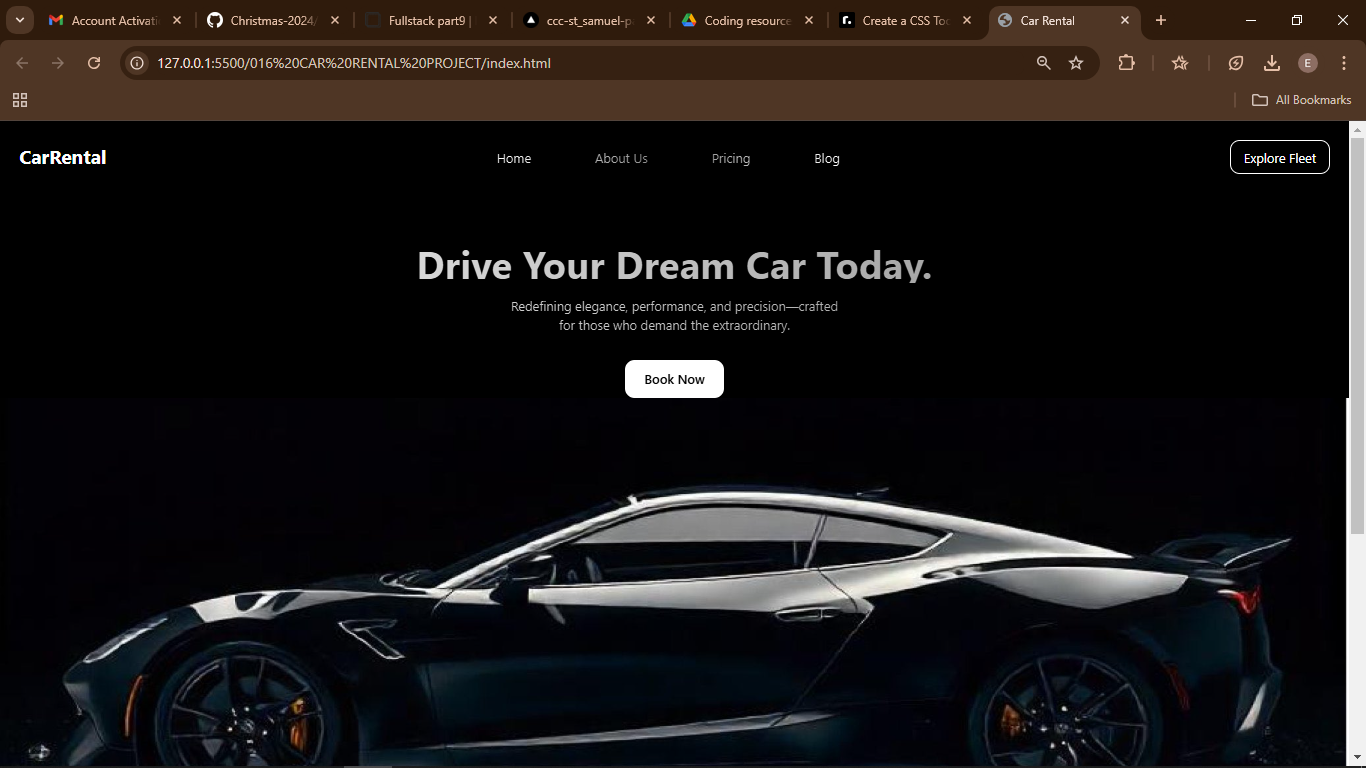 Account Activati
Christmas-2024/
Fullstack part9 |
ccc-st_samuel-p
Coding resource
Create a CSS Too
Car Rental
127.0.0.1:5500/016%20CAR%20RENTAL%20PROJECT/index.html
E
All Bookmarks
CarRental
Home
About Us
Pricing
Blog
Explore Fleet
Drive Your Dream Car Today.
Redefining elegance, performance, and precision—crafted
for those who demand the extraordinary.
Book Now